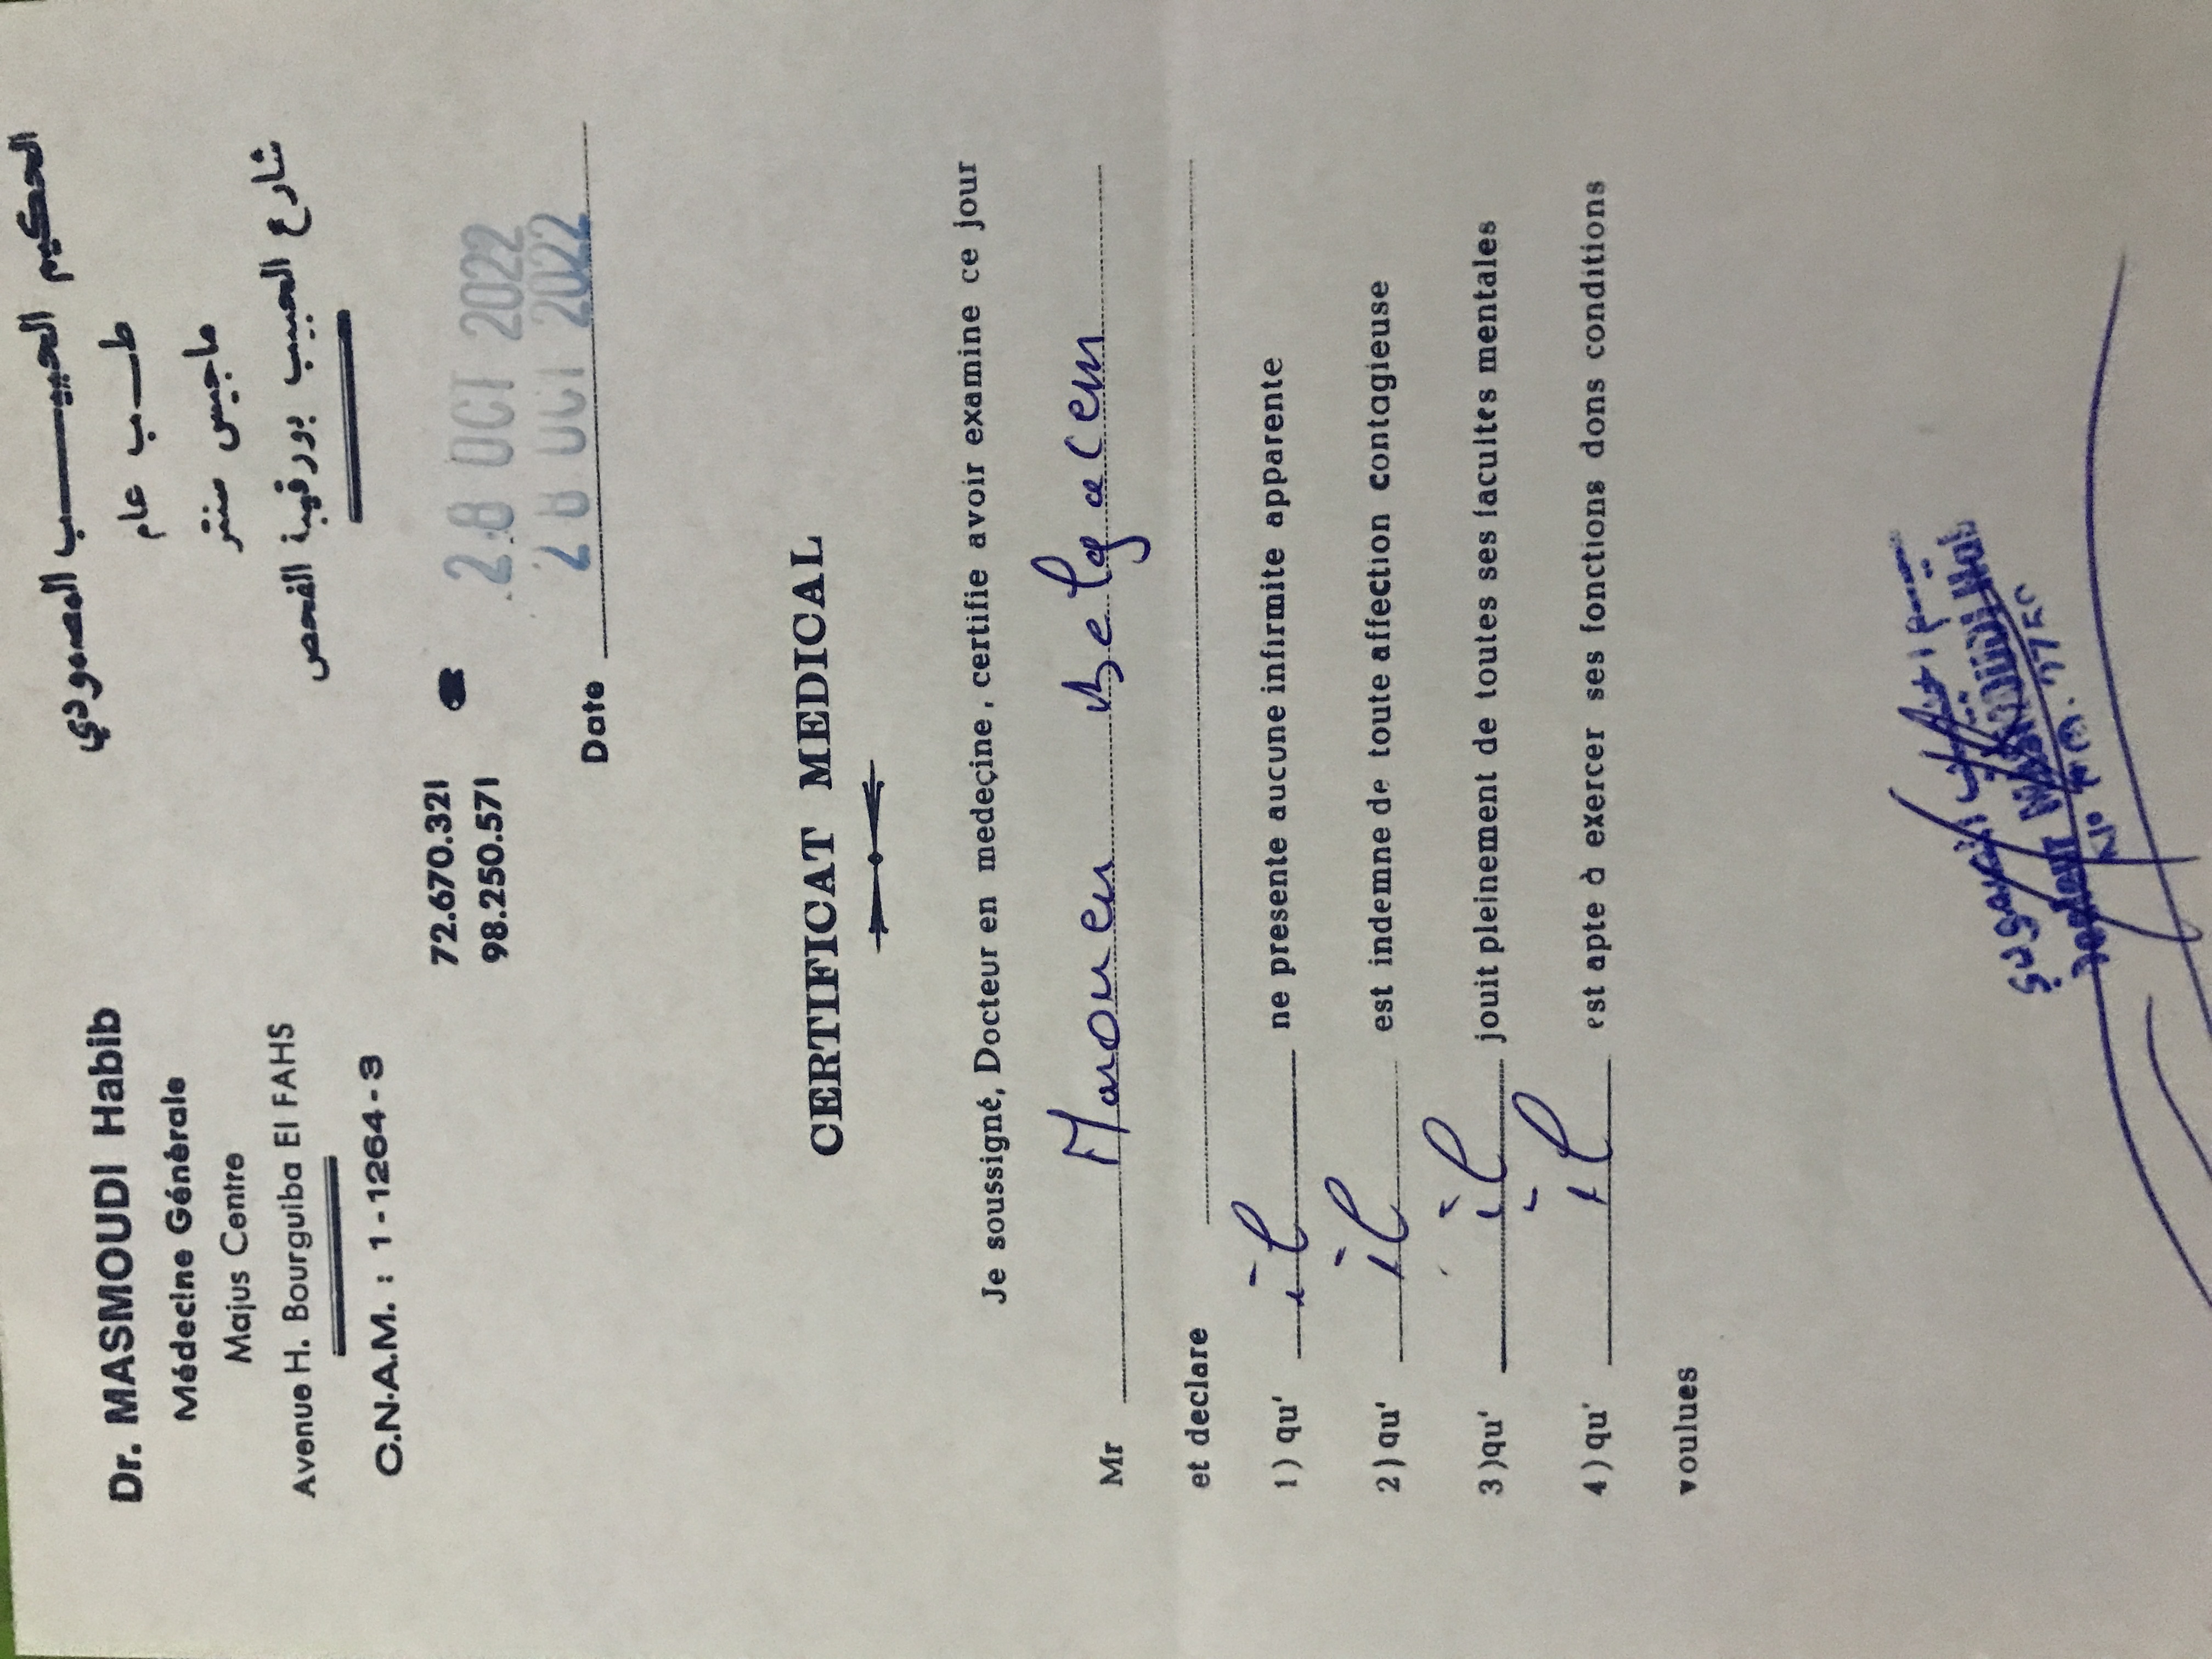 Dr. MASMOUDI Habib
Médecine Générale
Majus Centre
Avenue H. Bourguiba El FAHS
C.N.A.M. : 1-1264-3
الحكيم الحبيب المصمودي
طب عام
ماجيس سنتر
شارع الحبيب بورقيبة الفحص
72.670.321
98.250.571
28 OCT 2022
Date 28 OCT 2022
CERTIFICAT MEDICAL
Je soussigné, Docteur en medeçine, certifie avoir examine ce jour
Mr Marouen Belgacem
et declare
1) qu' il ne presente aucune infirmite apparente
2) qu' il est indemne de toute affection contagieuse
3)qu' il jouit pleinement de toutes ses facultes mentales
4) qu' il est apte à exercer ses fonctions dons conditions
voulues